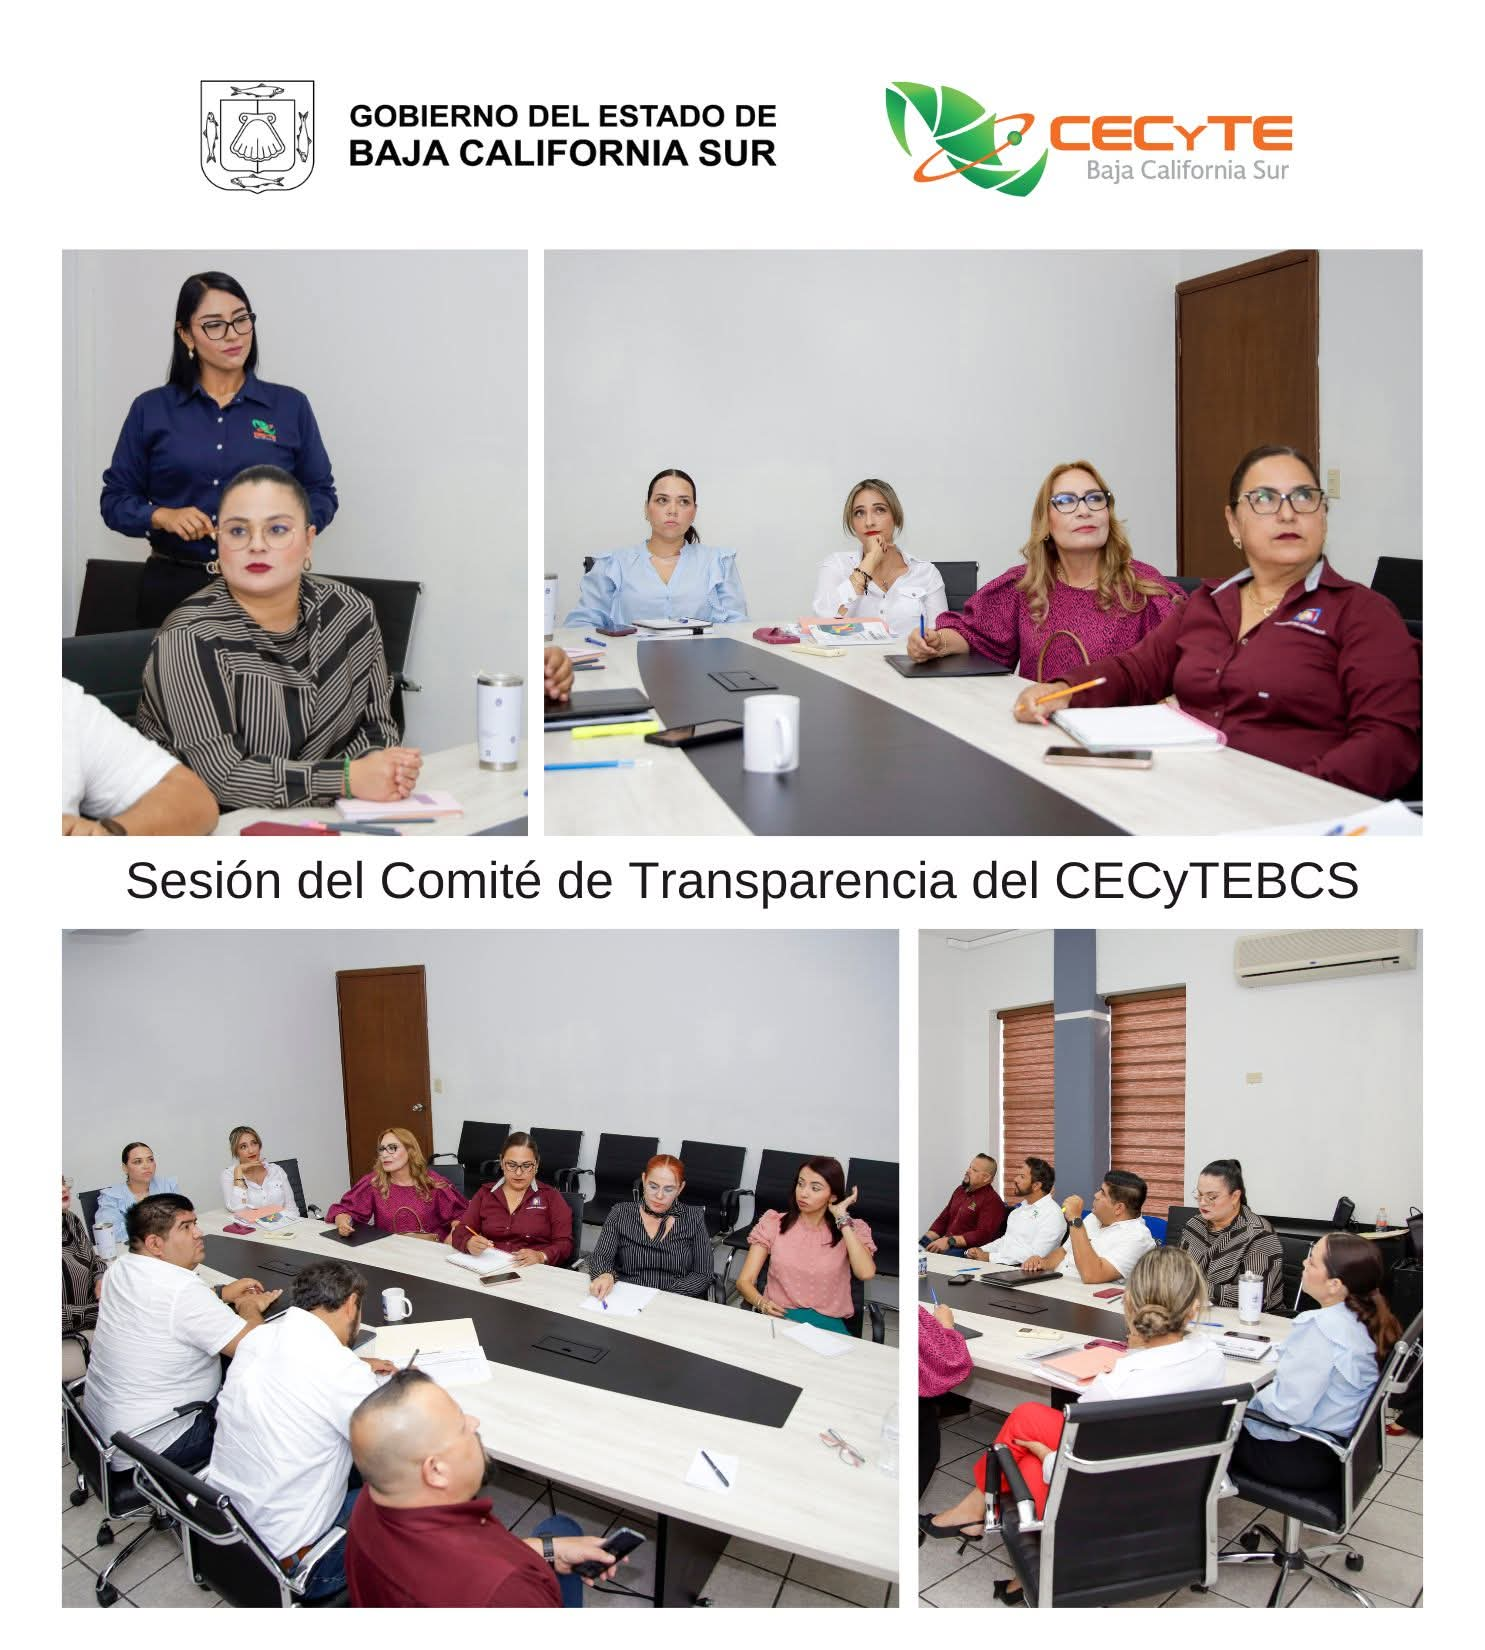 GOBIERNO DEL ESTADO DE
BAJA CALIFORNIA SUR
CECyTE
Baja California Sur
Sesión del Comité de Transparencia del CECyTEBCS